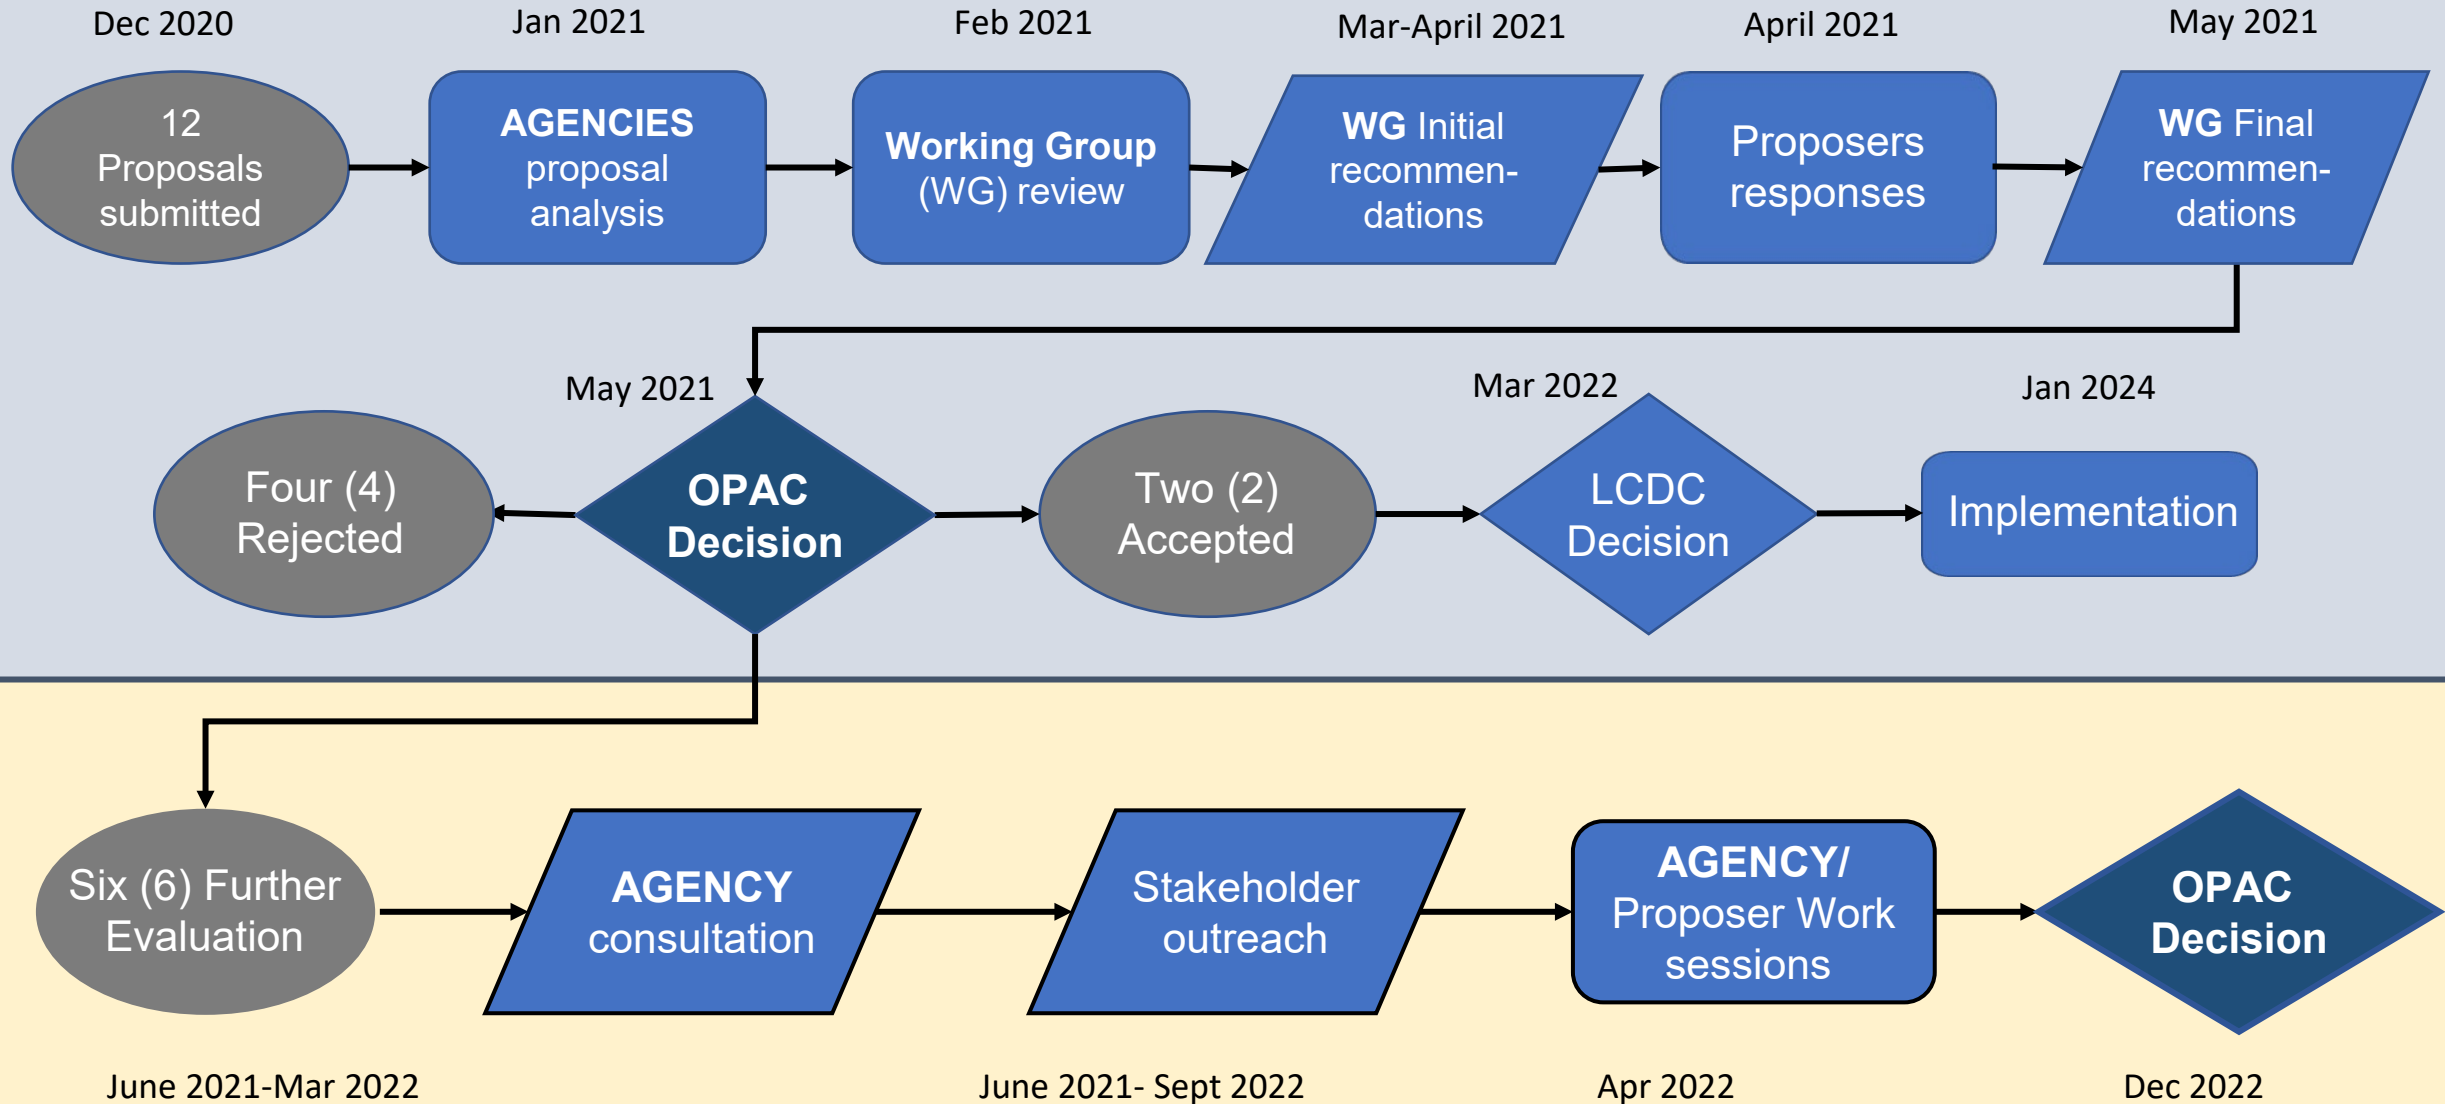 Dec 2020
Jan 2021
Feb 2021
Mar-April 2021
April 2021
May 2021
12
Proposals
submitted
AGENCIES
proposal
analysis
Working Group
(WG) review
WG Initial
recommen-
dations
Proposers
responses
WG Final
recommen-
dations
May 2021
Mar 2022
Jan 2024
Four (4)
Rejected
OPAC
Decision
Two (2)
Accepted
LCDC
Decision
Implementation
Six (6) Further
Evaluation
AGENCY
consultation
Stakeholder
outreach
AGENCY/
Proposer Work
sessions
OPAC
Decision
June 2021-Mar 2022
June 2021- Sept 2022
Apr 2022
Dec 2022